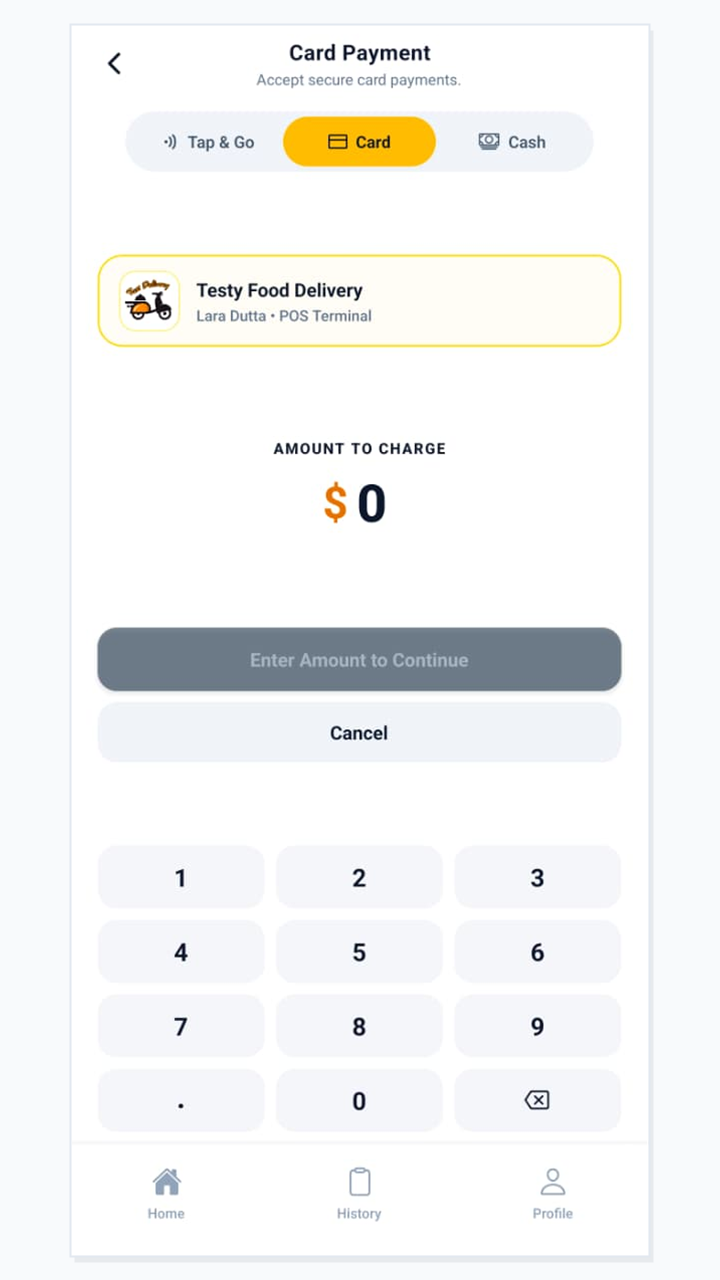 Card Payment
Accept secure card payments.
Tap & Go
Card
Cash
Test Delivery
Testy Food Delivery
Lara Dutta • POS Terminal
AMOUNT TO CHARGE
$ 0
Enter Amount to Continue
Cancel
1 2 3
4 5 6
7 8 9
. 0
Home History Profile